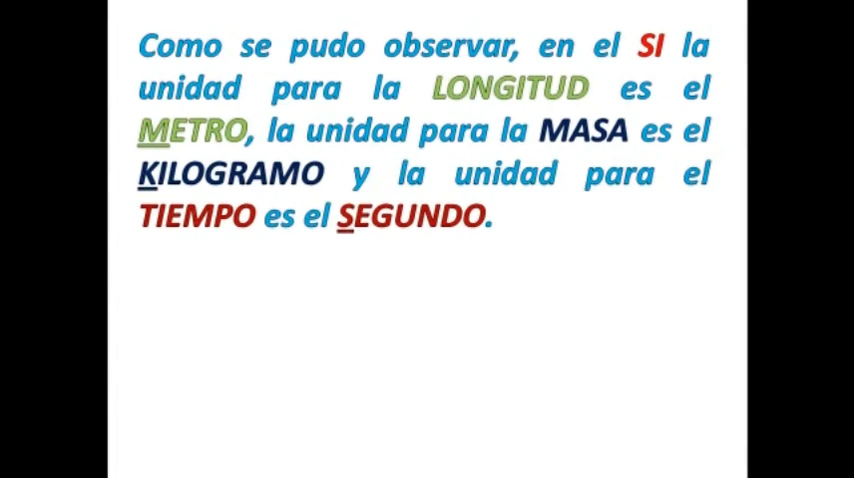 Como se pudo observar, en el SI la
unidad para la LONGITUD es el
METRO, la unidad para la MASA es el
KILOGRAMO y la unidad para el
TIEMPO es el SEGUNDO.